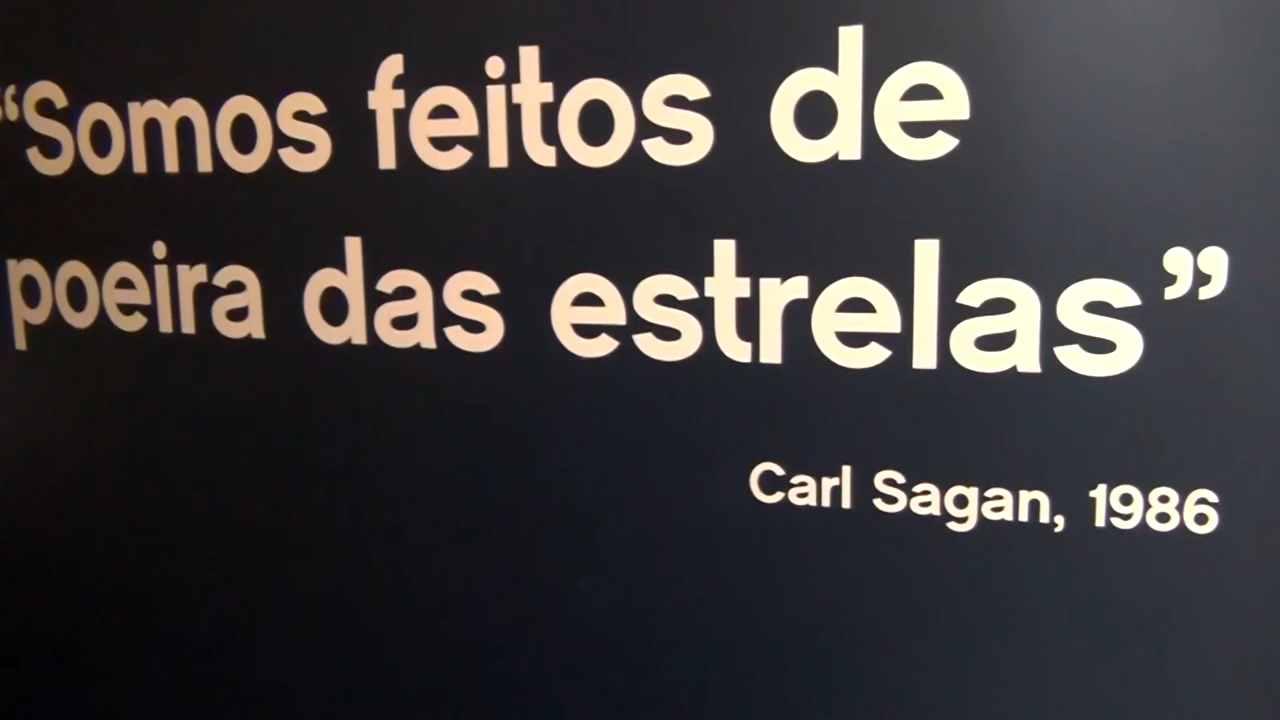 “Somos feitos de
poeira das estrelas”
Carl Sagan, 1986